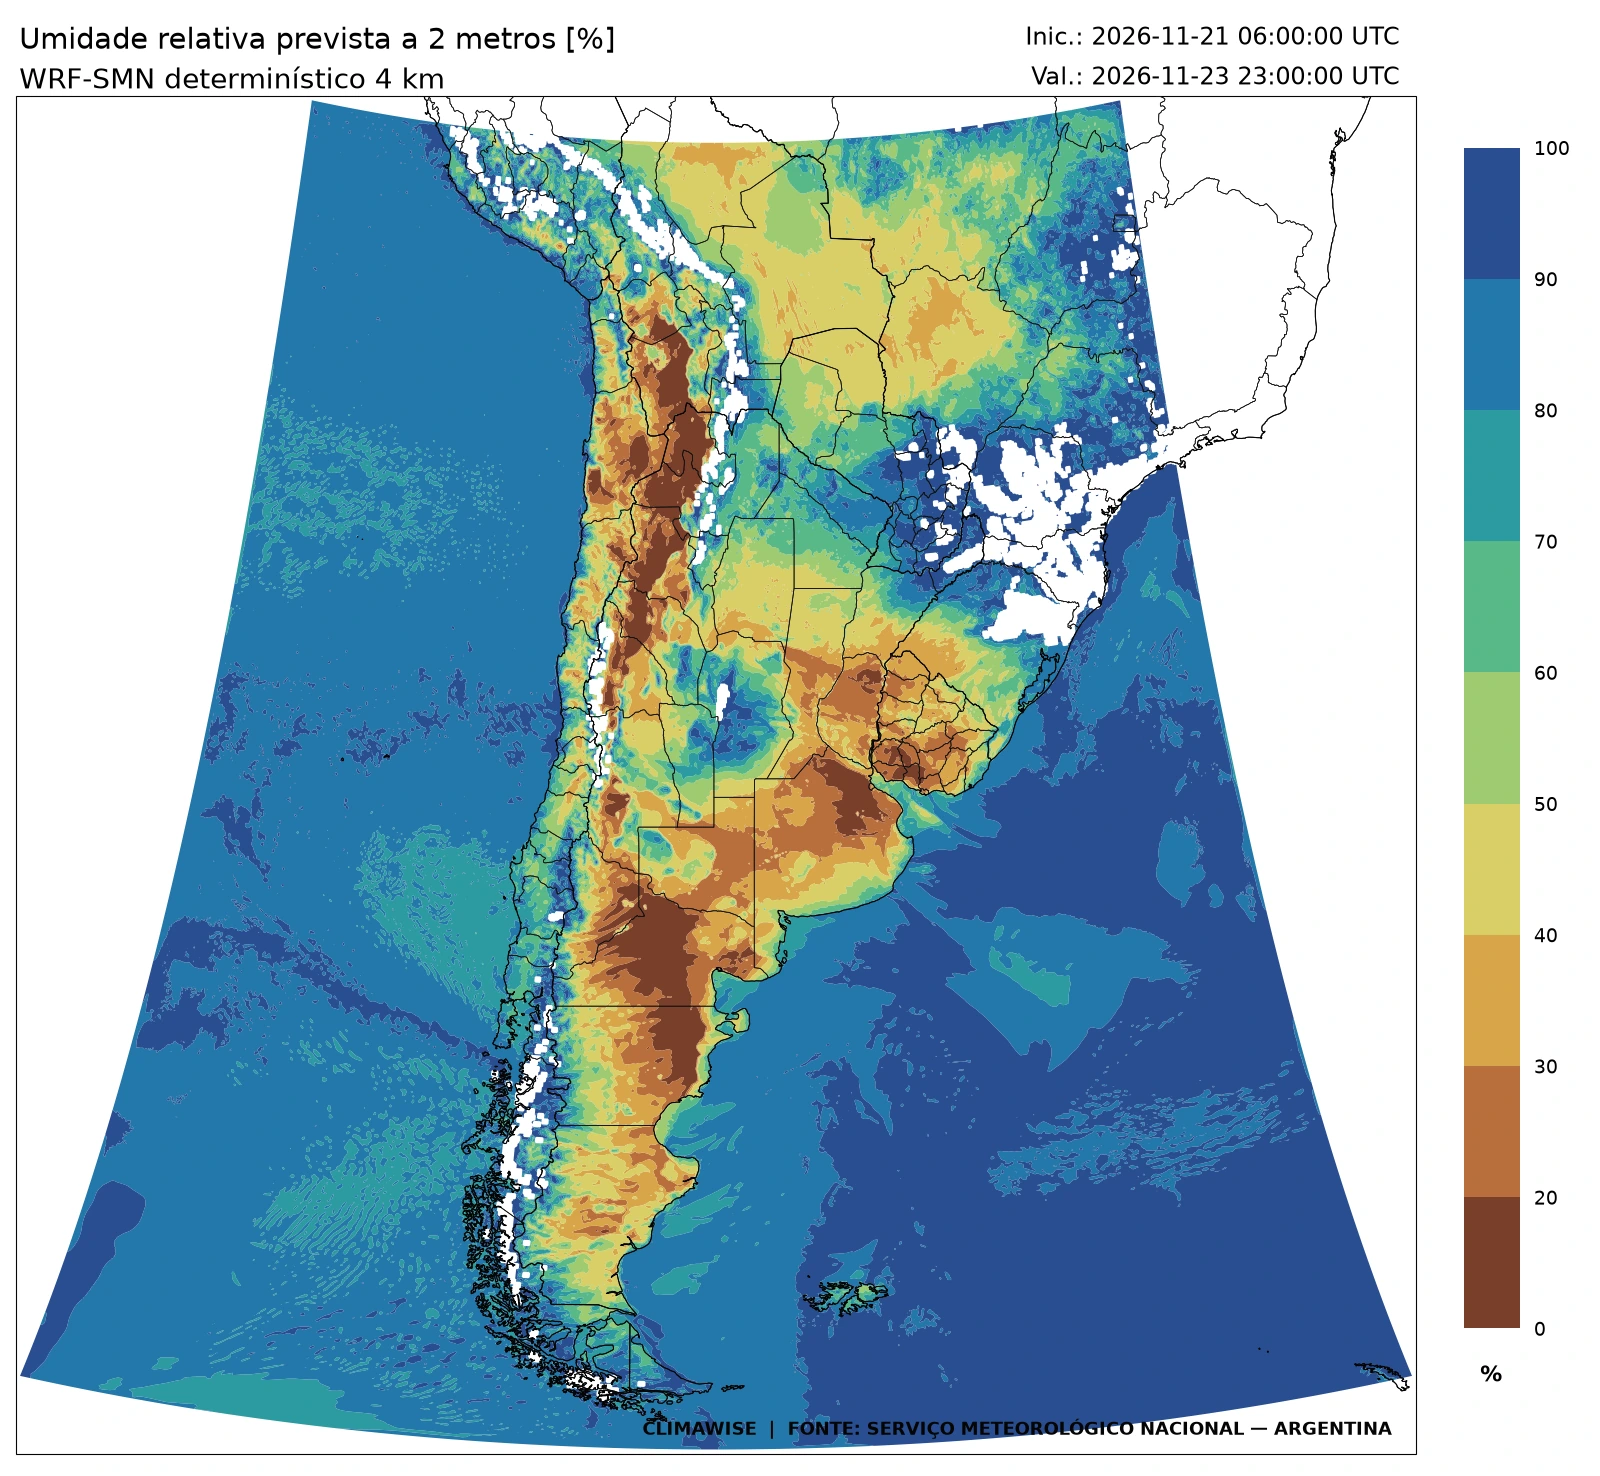 Umidade relativa prevista a 2 metros [%]
WRF-SMN determinístico 4 km
Inic.: 2026-11-21 06:00:00 UTC
Val.: 2026-11-23 23:00:00 UTC
100
90
80
70
60
50
40
30
20
0
%
CLIMAWISE | FONTE: SERVIÇO METEOROLÓGICO NACIONAL — ARGENTINA